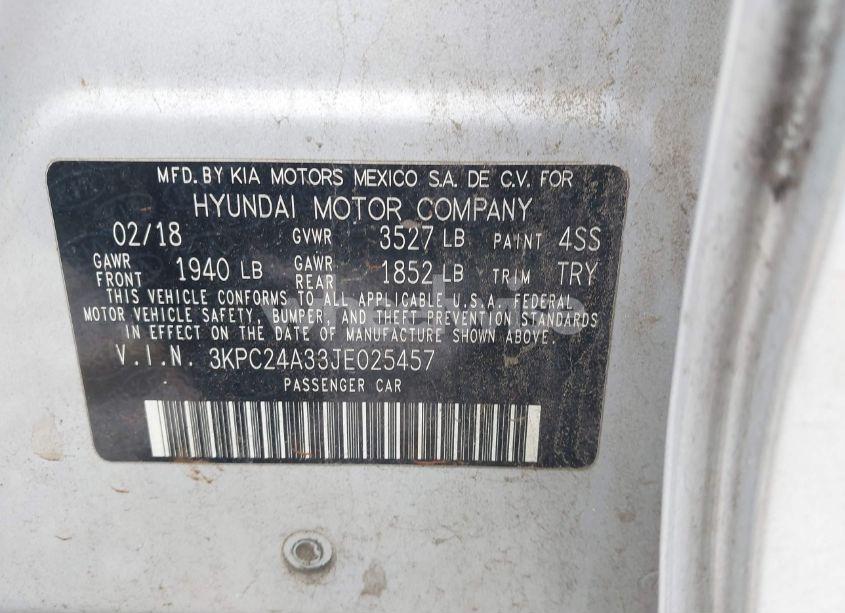 MFD. BY KIA MOTORS MEXICO S.A. DE C.V. FOR
HYUNDAI MOTOR COMPANY
02/18 GVWR 3527 LB PAINT 4SS
GAWR FRONT 1940 LB GAWR REAR 1852 LB TRIM TRY
THIS VEHICLE CONFORMS TO ALL APPLICABLE U.S.A. FEDERAL
MOTOR VEHICLE SAFETY, BUMPER, AND THEFT PREVENTION STANDARDS
IN EFFECT ON THE DATE OF MANUFACTURE SHOWN ABOVE.
V.I.N. 3KPC24A33JE025457
PASSENGER CAR